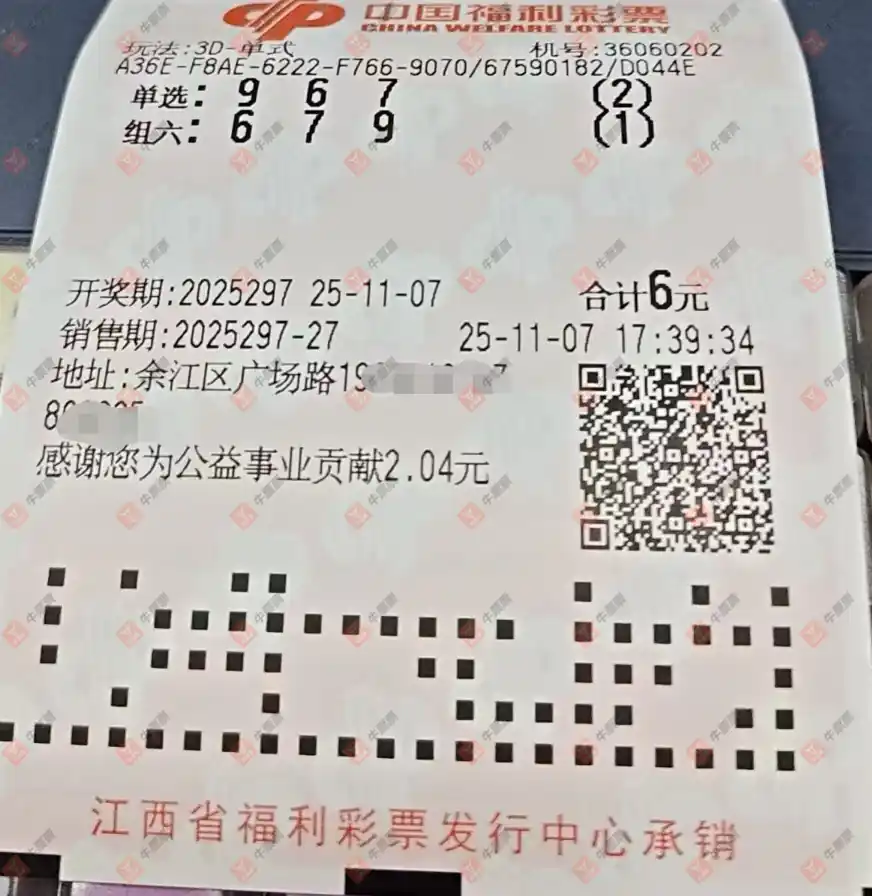 中国福利彩票
CHINA WELFARE LOTTERY
玩法:3D-单式 机号:36060202
A36E-F8AE-6222-F766-9070/67590182/D044E
单选: 9 6 7 (2)
组六: 6 7 9 (1)
开奖期:2025297 25-11-07 合计6元
销售期:2025297-27 25-11-07 17:39:34
地址:余江区广场路19
8
感谢您为公益事业贡献2.04元
江西省福利彩票发行中心承销